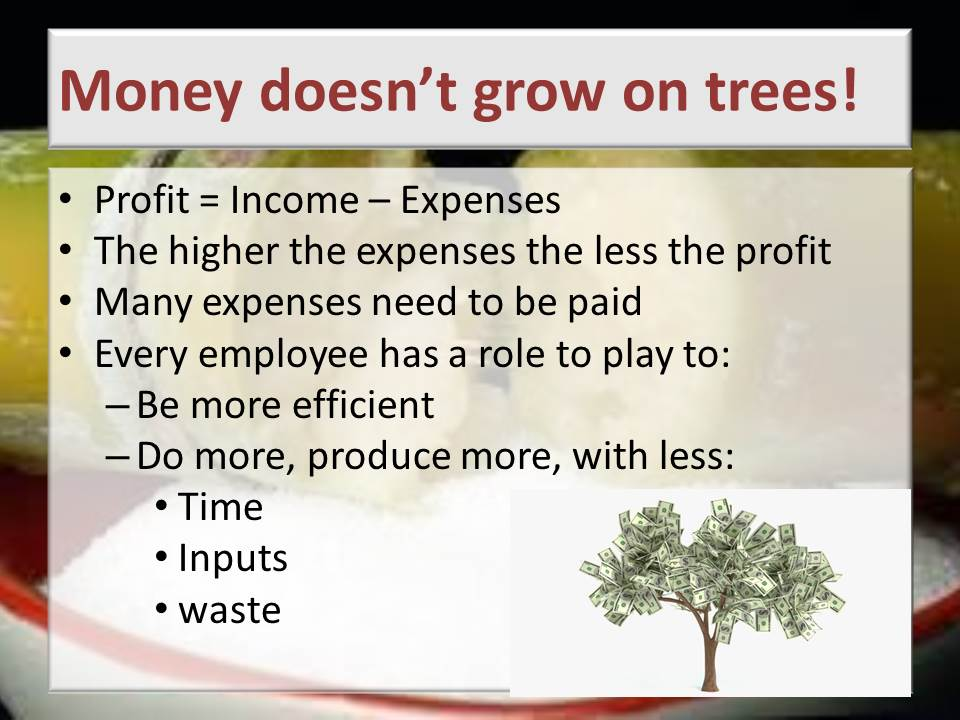 Money doesn’t grow on trees!
• Profit = Income – Expenses
• The higher the expenses the less the profit
• Many expenses need to be paid
• Every employee has a role to play to:
– Be more efficient
– Do more, produce more, with less:
• Time
• Inputs
• waste